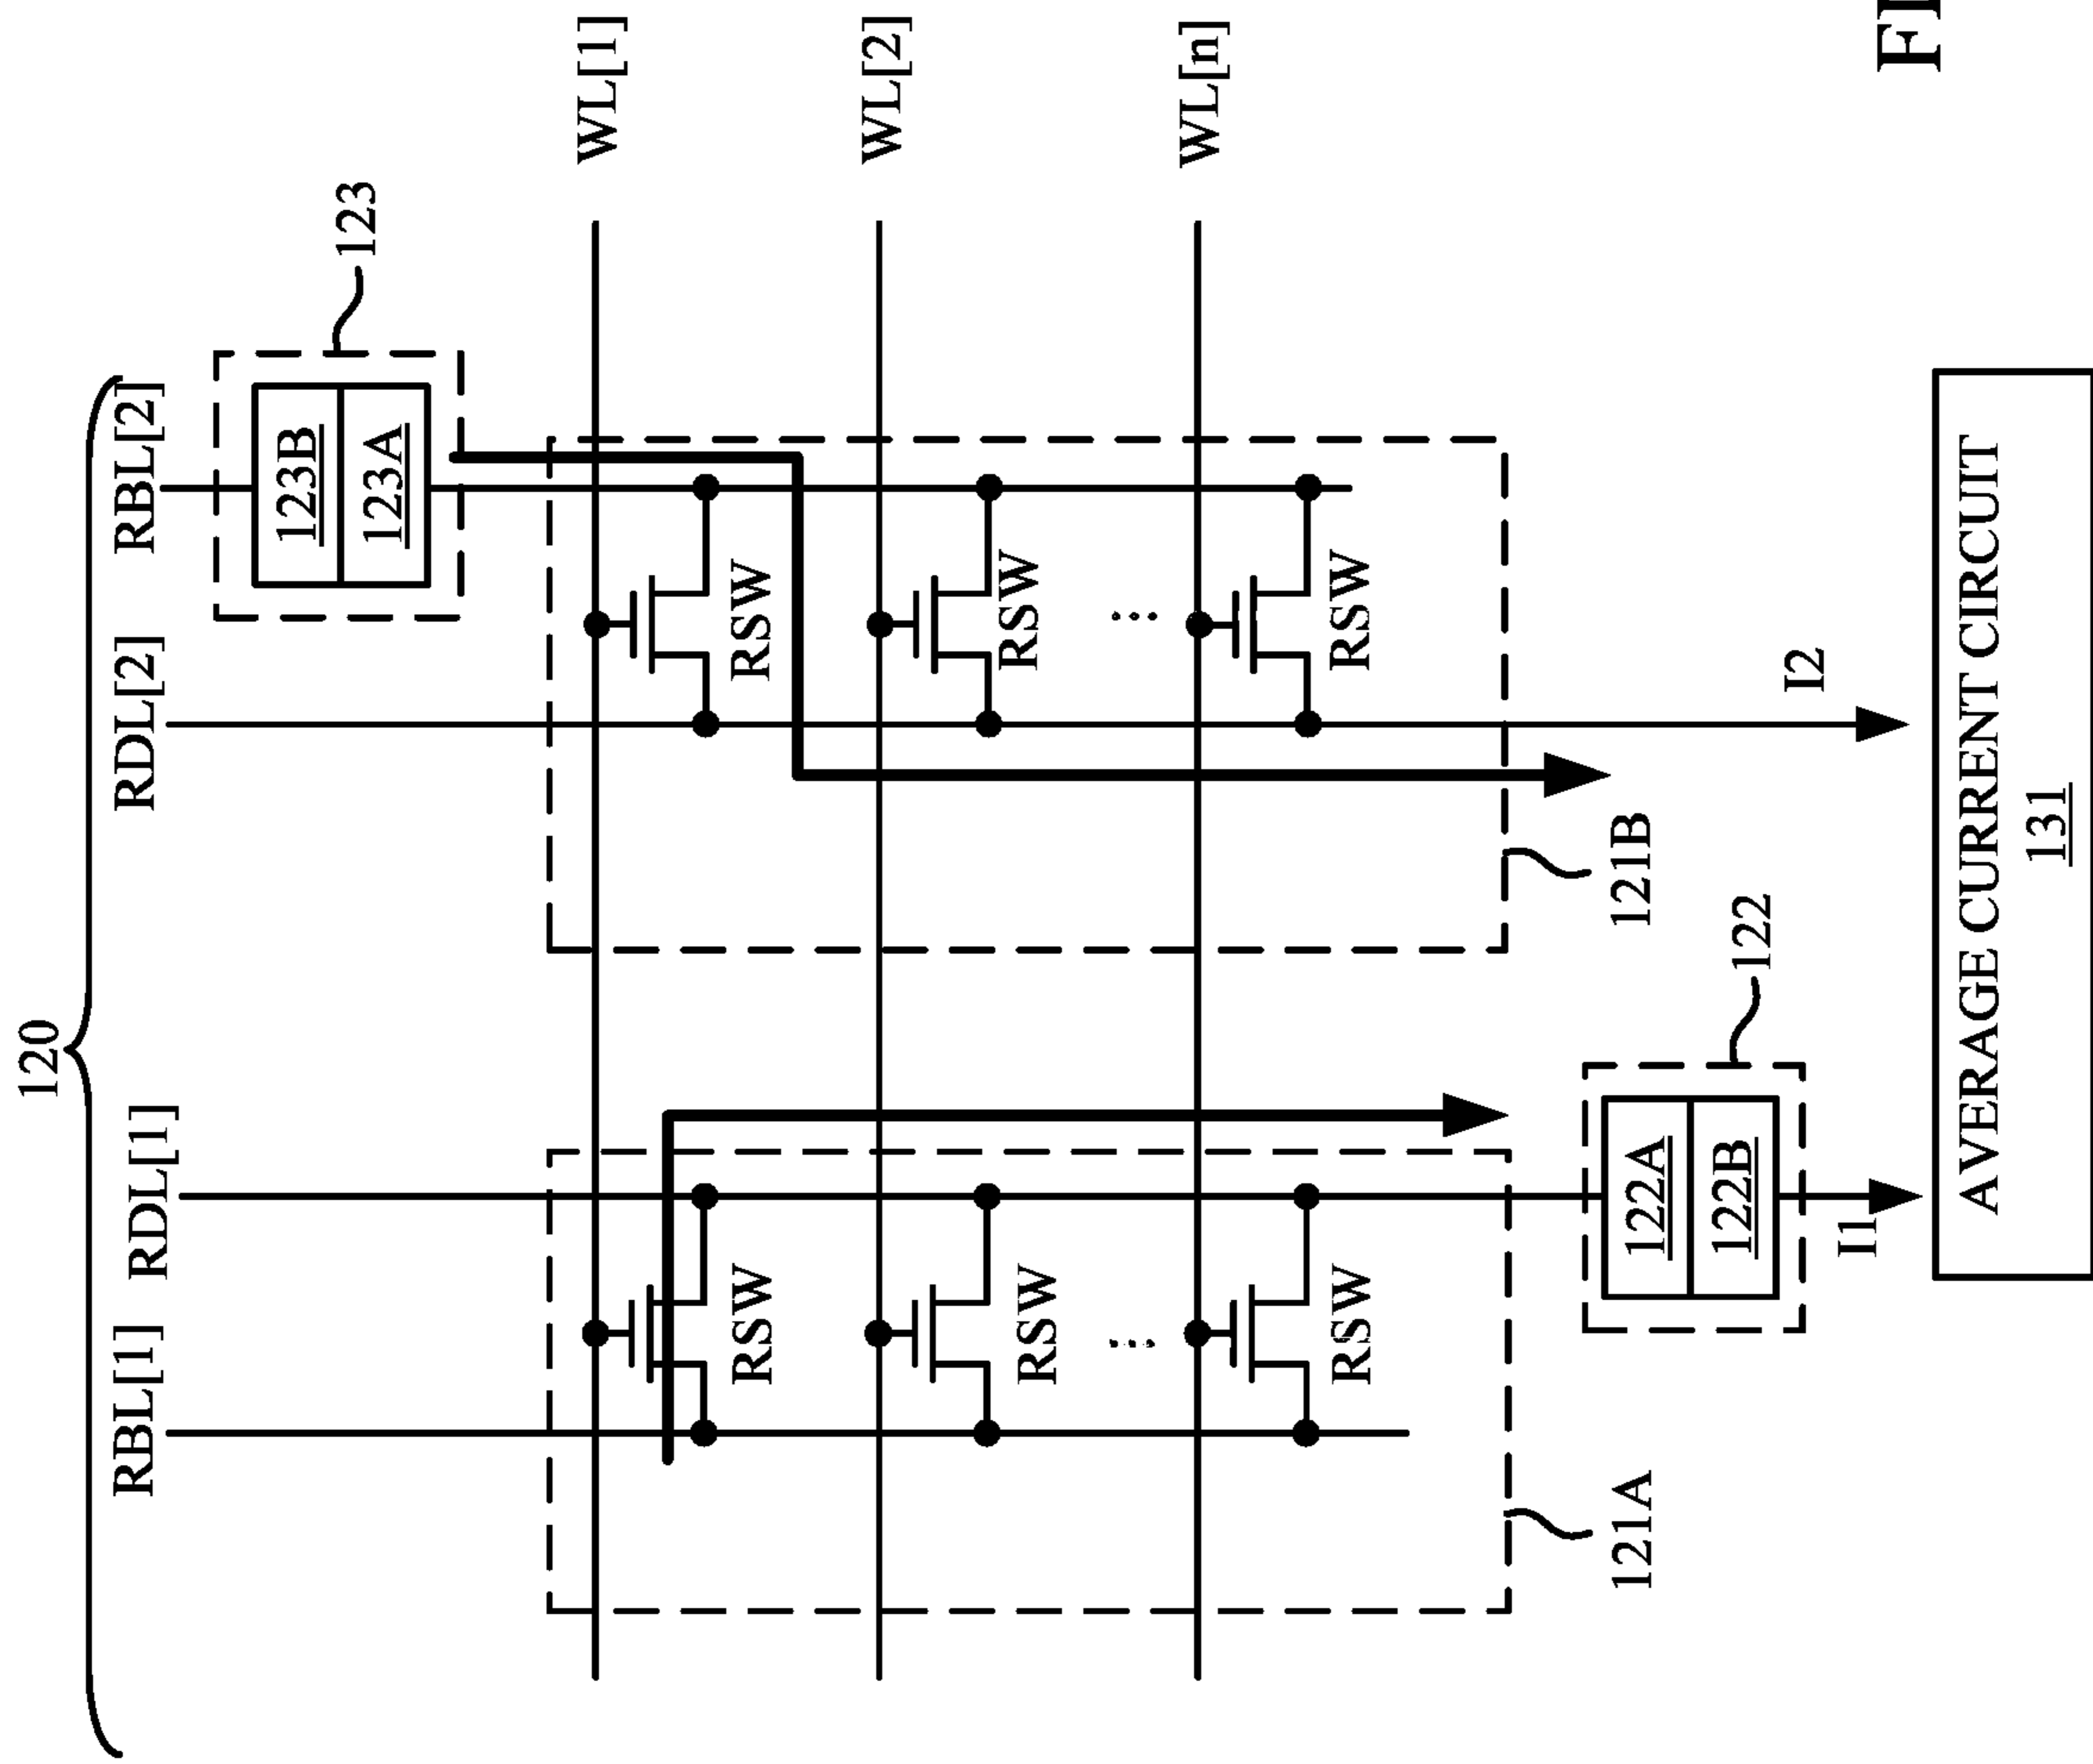 120
RBL[1]
RDL[1]
RDL[2]
RBL[2]
123B
123
123A
WL[1]
RSW
RSW
WL[2]
RSW
RSW
...
...
WL[n]
RSW
RSW
121A
121B
122A
122B
122
I2
I1
AVERAGE CURRENT CIRCUIT
131